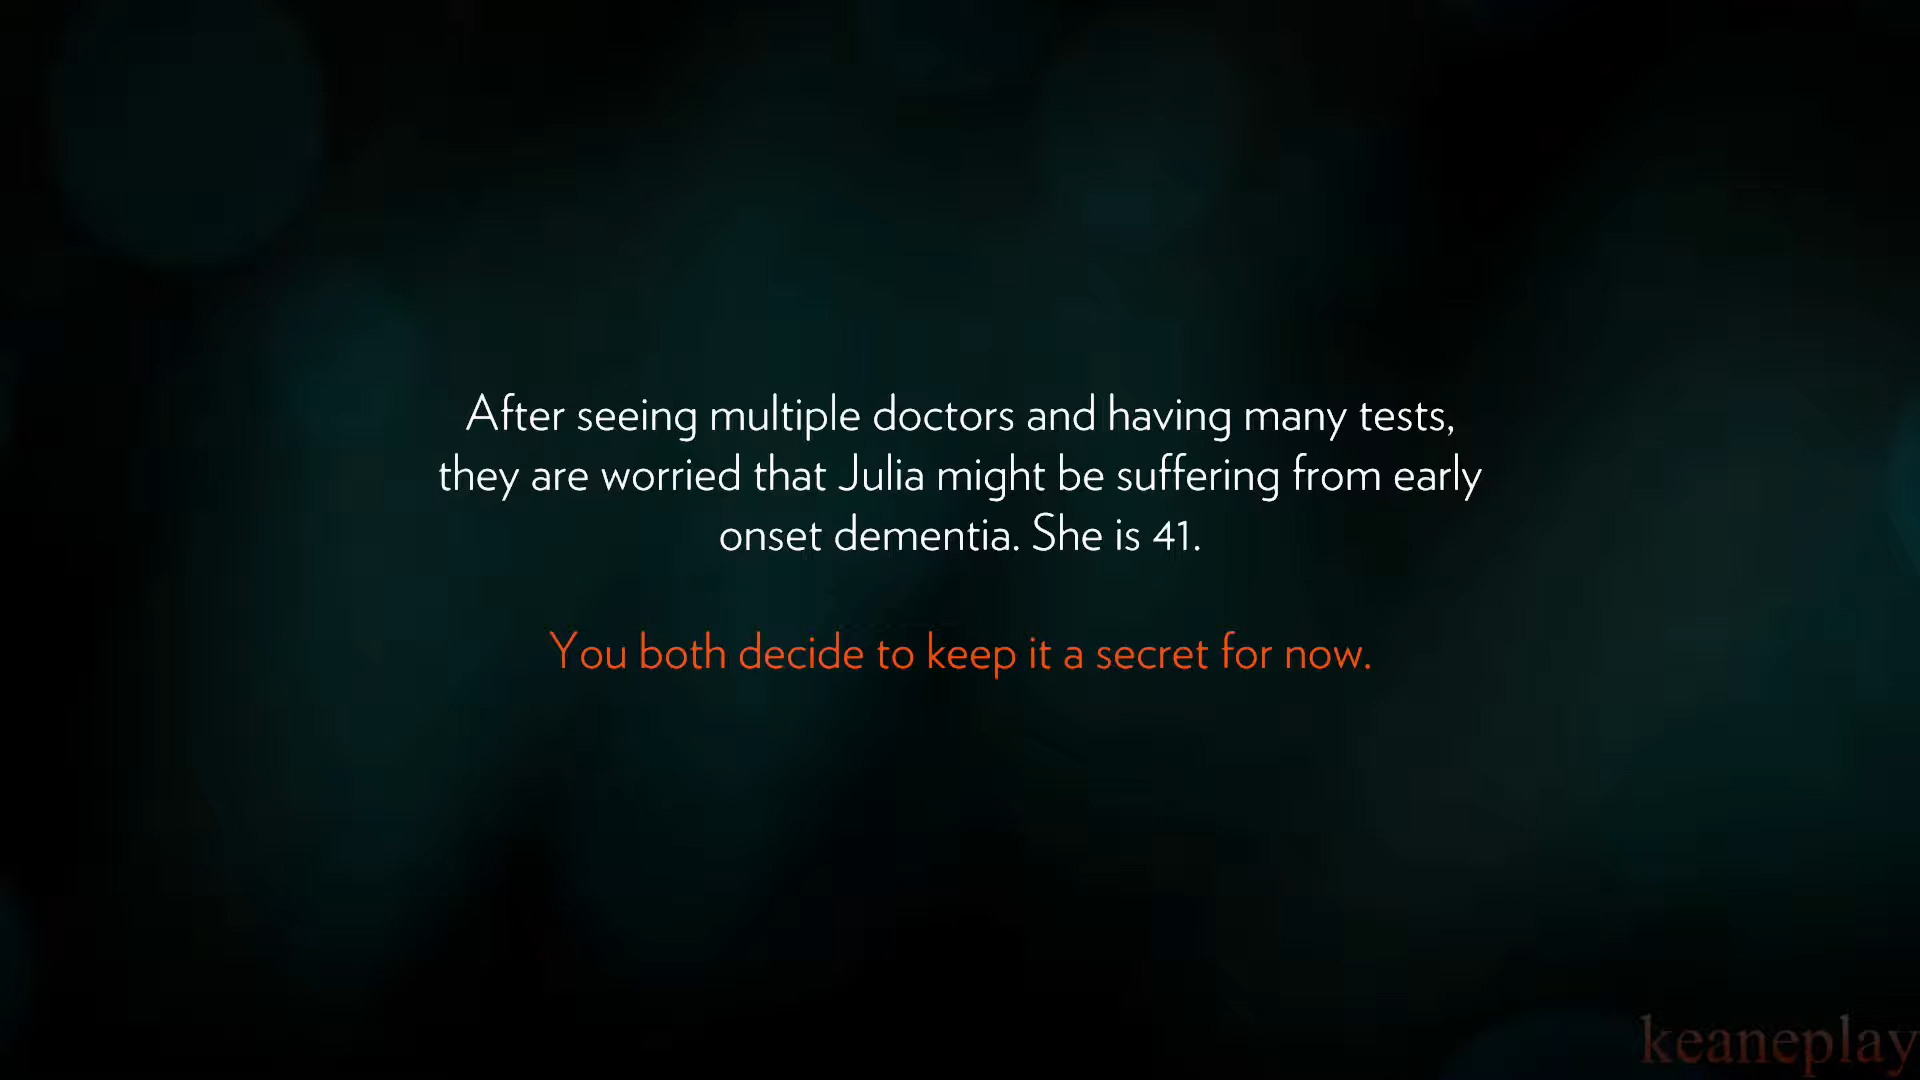 After seeing multiple doctors and having many tests,
they are worried that Julia might be suffering from early
onset dementia. She is 41.
You both decide to keep it a secret for now.
keaneplay